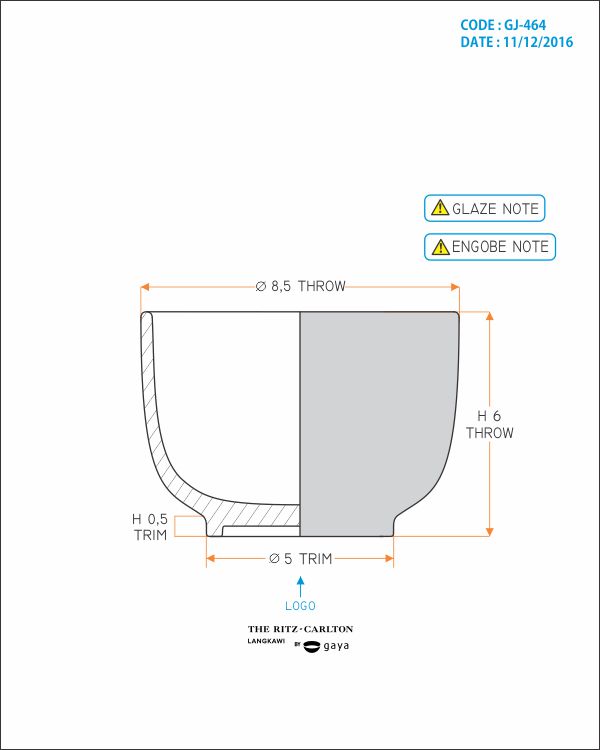 CODE : GJ-464
DATE : 11/12/2016
GLAZE NOTE
ENGOBE NOTE
Ø 8,5 THROW
H 6
THROW
H 0,5
TRIM
Ø 5 TRIM
LOGO
THE RITZ-CARLTON
LANGKAWI
BY gaya